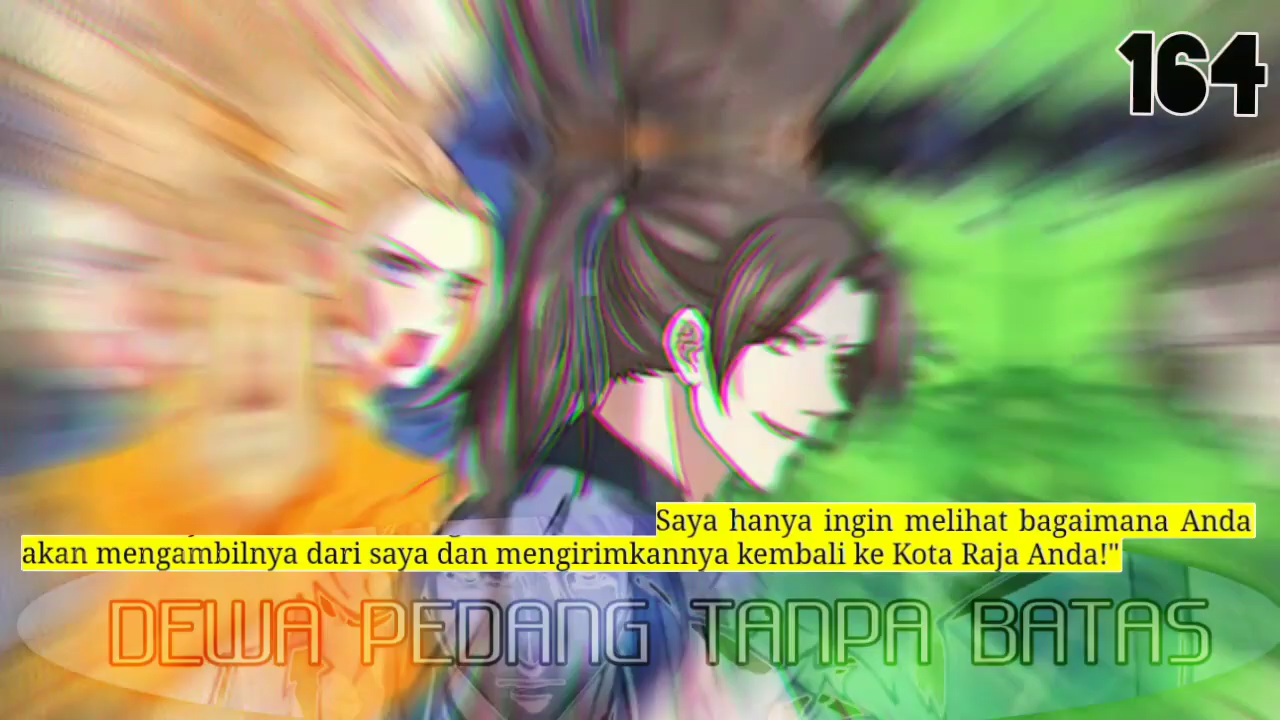 164
Saya hanya ingin melihat bagaimana Anda
akan mengambilnya dari saya dan mengirimkannya kembali ke Kota Raja Anda!"
DEWA PEDANG TANPA BATAS